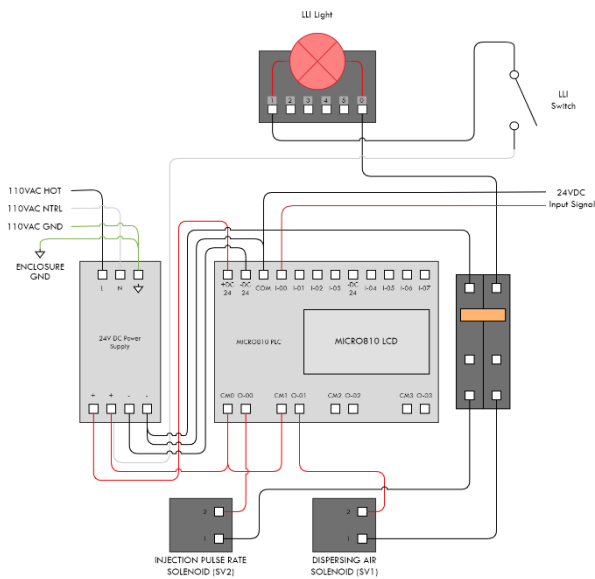 LLI Light
1 2 3 4 5 0
LLI
Switch
110VAC HOT
110VAC NTRL
110VAC GND
ENCLOSURE
GND
24VDC
Input Signal
L N
24V DC Power
Supply
+ + - -
+DC
24
-DC
24
COM I-00 I-01 I-02 I-03
-DC
24
I-04 I-05 I-06 I-07
MICRO810 PLC
MICRO810 LCD
CM0 O-00 CM1 O-01 CM2 O-02 CM3 O-03
2
1
INJECTION PULSE RATE
SOLENOID (SV2)
2
1
DISPERSING AIR
SOLENOID (SV1)